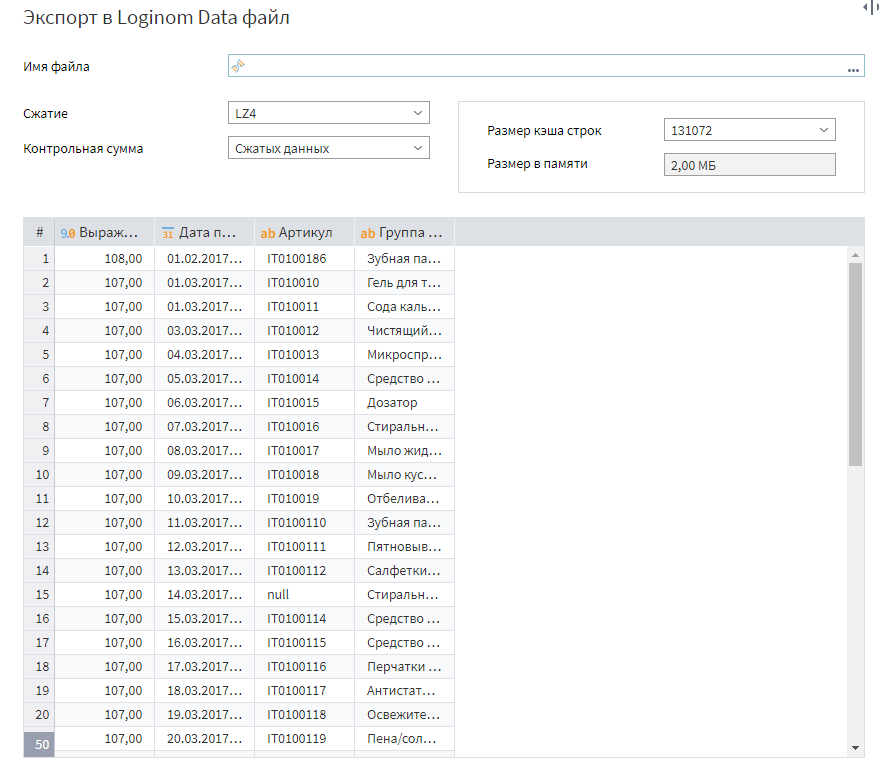 Экспорт в Loginom Data файл
Имя файла
...
Сжатие
LZ4
Контрольная сумма
Сжатых данных
Размер кэша строк
131072
Размер в памяти
2,00 МБ
# 9.0 Выраж... 31 Дата п... ab Артикул ab Группа ...
1 108,00 01.02.2017... IT0100186 Зубная па...
2 107,00 01.03.2017... IT010010 Гель для т...
3 107,00 01.03.2017... IT010011 Сода каль...
4 107,00 03.03.2017... IT010012 Чистящий...
5 107,00 04.03.2017... IT010013 Микроспр...
6 107,00 05.03.2017... IT010014 Средство ...
7 107,00 06.03.2017... IT010015 Дозатор
8 107,00 07.03.2017... IT010016 Стиральн...
9 107,00 08.03.2017... IT010017 Мыло жид...
10 107,00 09.03.2017... IT010018 Мыло кус...
11 107,00 10.03.2017... IT010019 Отбелива...
12 107,00 11.03.2017... IT0100110 Зубная па...
13 107,00 12.03.2017... IT0100111 Пятновыв...
14 107,00 13.03.2017... IT0100112 Салфетки...
15 107,00 14.03.2017... null Стиральн...
16 107,00 15.03.2017... IT0100114 Средство ...
17 107,00 16.03.2017... IT0100115 Средство ...
18 107,00 17.03.2017... IT0100116 Перчатки ...
19 107,00 18.03.2017... IT0100117 Антистат...
20 107,00 19.03.2017... IT0100118 Освежите...
50 107,00 20.03.2017... IT0100119 Пена/сол...